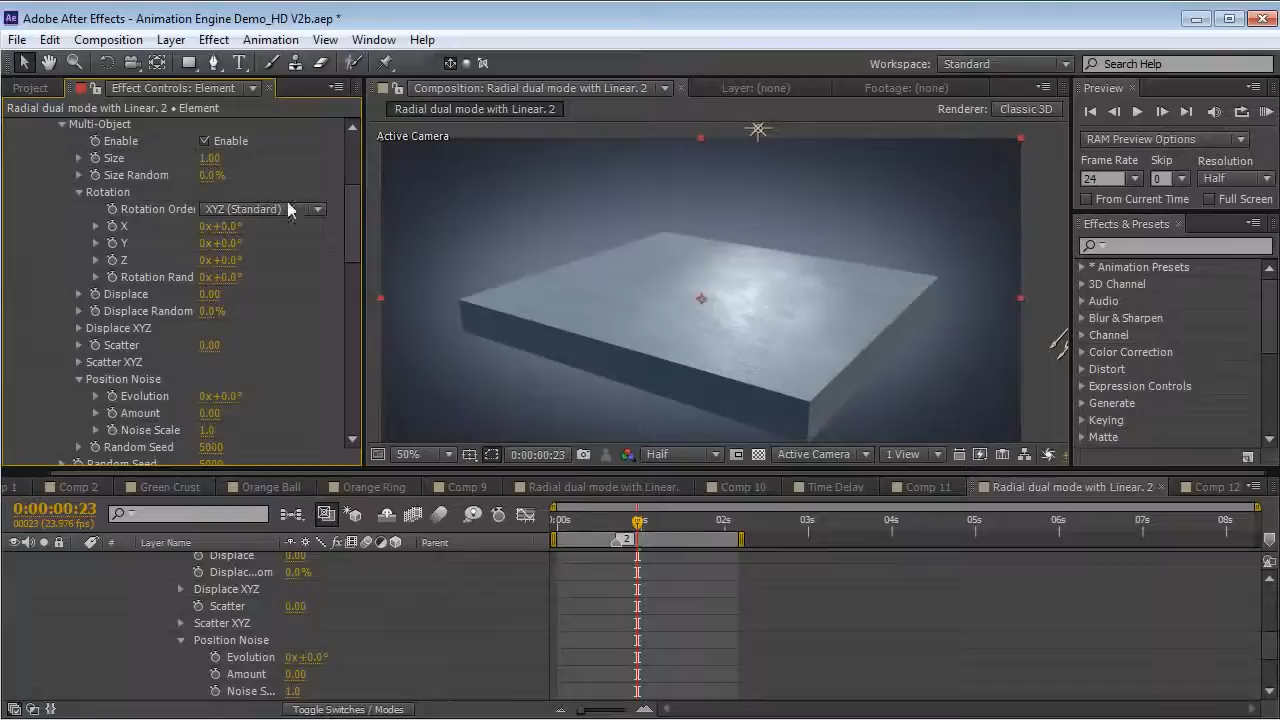 Ae Adobe After Effects - Animation Engine Demo_HD V2b.aep *
File Edit Composition Layer Effect Animation View Window Help
T Workspace: Standard Search Help
Project Effect Controls: Element Composition: Radial dual mode with Linear. 2 Layer: (none) Footage: (none) Preview
Radial dual mode with Linear. 2 • Element Radial dual mode with Linear. 2 Renderer: Classic 3D
Multi-Object Active Camera
Enable Enable RAM Preview Options
Size 1.00 Frame Rate Skip Resolution
Size Random 0.0% 24 0 Half
Rotation From Current Time Full Screen
Rotation Order XYZ (Standard)
X 0x+0.0° Effects & Presets
Y 0x+0.0°
Z 0x+0.0° * Animation Presets
Rotation Rand 0x+0.0° 3D Channel
Displace 0.00 Audio
Displace Random 0.0% Blur & Sharpen
Displace XYZ Channel
Scatter 0.00 Color Correction
Scatter XYZ Distort
Position Noise Expression Controls
Evolution 0x+0.0° Generate
Amount 0.00 Keying
Noise Scale 1.0 Matte
Random Seed 5000 50% 0:00:00:23 Half Active Camera 1 View
Random Seed 5000
p 1 Comp 2 Green Crust Orange Ball Orange Ring Comp 9 Radial dual mode with Linear. Comp 10 Time Delay Comp 11 Radial dual mode with Linear. 2 Comp 12
0:00:00:23
00023 (23.976 fps) :00s s 02s 03s 04s 05s 06s 07s 08s
# Layer Name fx Parent 2
Displace 0.00
Displac...om 0.0%
Displace XYZ
Scatter 0.00
Scatter XYZ
Position Noise
Evolution 0x+0.0°
Amount 0.00
Noise S... 1.0
Toggle Switches / Modes